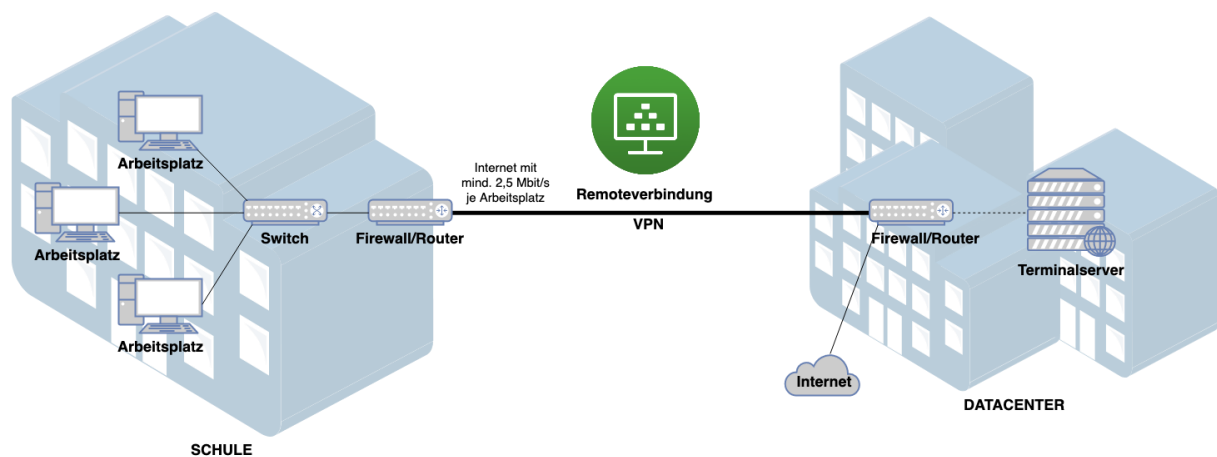 Arbeitsplatz
Arbeitsplatz
Arbeitsplatz
Switch
Firewall/Router
SCHULE
Internet mit
mind. 2,5 Mbit/s
je Arbeitsplatz
Remoteverbindung
VPN
Firewall/Router
Terminalserver
Internet
DATACENTER